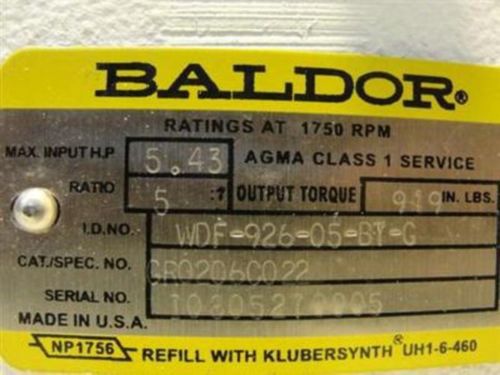 BALDOR®
RATINGS AT 1750 RPM
MAX. INPUT H.P 5.43 AGMA CLASS 1 SERVICE
RATIO 5 :1 OUTPUT TORQUE 919 IN. LBS.
I.D.NO. WDF-926-05-BT-G
CAT./SPEC. NO. GR0206C022
SERIAL NO.
MADE IN U.S.A.
NP1756 REFILL WITH KLUBERSYNTH® UH1-6-460